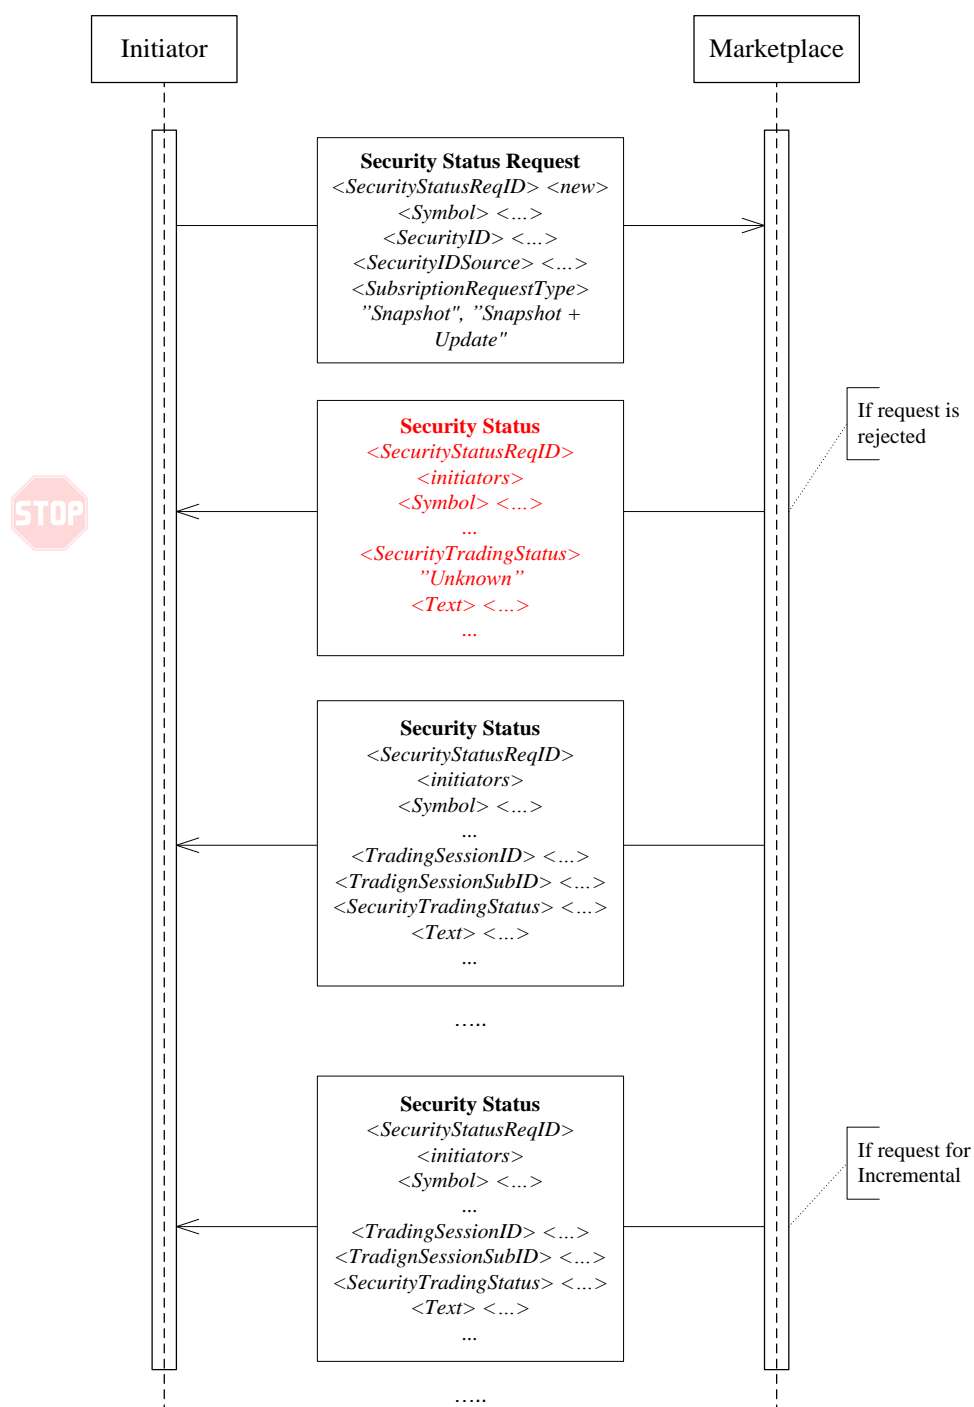 Initiator
Marketplace
Security Status Request
<SecurityStatusReqID> <new>
<Symbol> <...>
<SecurityID> <...>
<SecurityIDSource> <...>
<SubsriptionRequestType>
”Snapshot", ”Snapshot +
Update"
If request is
rejected
Security Status
<SecurityStatusReqID>
<initiators>
<Symbol> <...>
...
<SecurityTradingStatus>
”Unknown”
<Text> <...>
...
STOP
Security Status
<SecurityStatusReqID>
<initiators>
<Symbol> <...>
...
<TradingSessionID> <...>
<TradignSessionSubID> <...>
<SecurityTradingStatus> <...>
<Text> <...>
...
…..
Security Status
<SecurityStatusReqID>
<initiators>
<Symbol> <...>
...
<TradingSessionID> <...>
<TradignSessionSubID> <...>
<SecurityTradingStatus> <...>
<Text> <...>
...
If request for
Incremental
…..